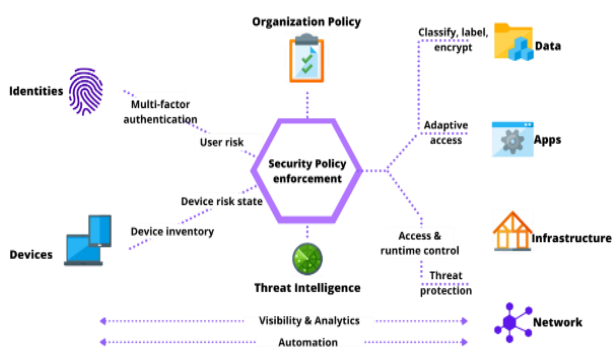 Organization Policy
Classify, label,
encrypt
Data
Identities
Multi-factor
authentication
User risk
Security Policy
enforcement
Adaptive
access
Apps
Device risk state
Device inventory
Devices
Access &
runtime control
Infrastructure
Threat Intelligence
Threat
protection
Visibility & Analytics
Network
Automation